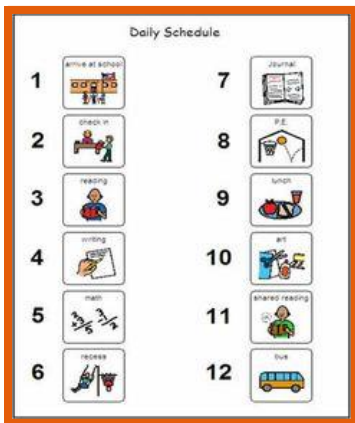 Daily Schedule
1
arrive at school
2
check in
3
reading
4
writing
5
math
6
recess
7
Journal
8
P.E.
9
lunch
10
art
11
shared reading
12
bus